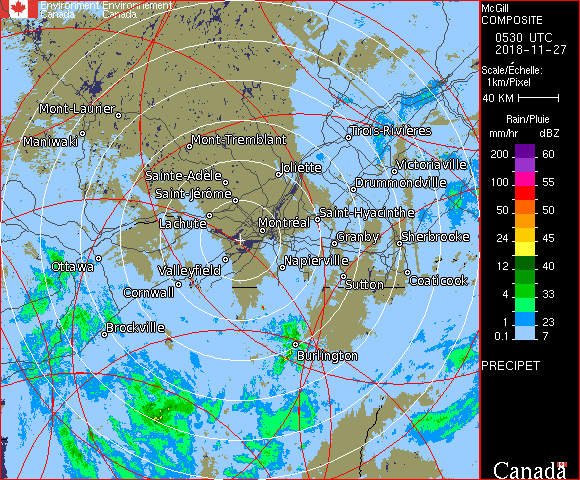 Environment Environnement
Canada Canada
Mont-Laurier
Maniwaki
Mont-Tremblant
Trois-Rivières
Joliette
Victoriaville
Sainte-Adèle
Drummondville
Saint-Jérôme
Saint-Hyacinthe
Lachute
Montréal
Granby
Sherbrooke
Ottawa
Valleyfield
Napierville
Coaticook
Cornwall
Sutton
Brockville
Burlington
McGill
COMPOSITE
0530 UTC
2018-11-27
Scale/Échelle:
1km/Pixel
40 KM
Rain/Pluie
mm/hr dBZ
200 60
100 55
50 50
24 45
12 40
4 33
1 23
0.1 7
PRECIPET
Canada